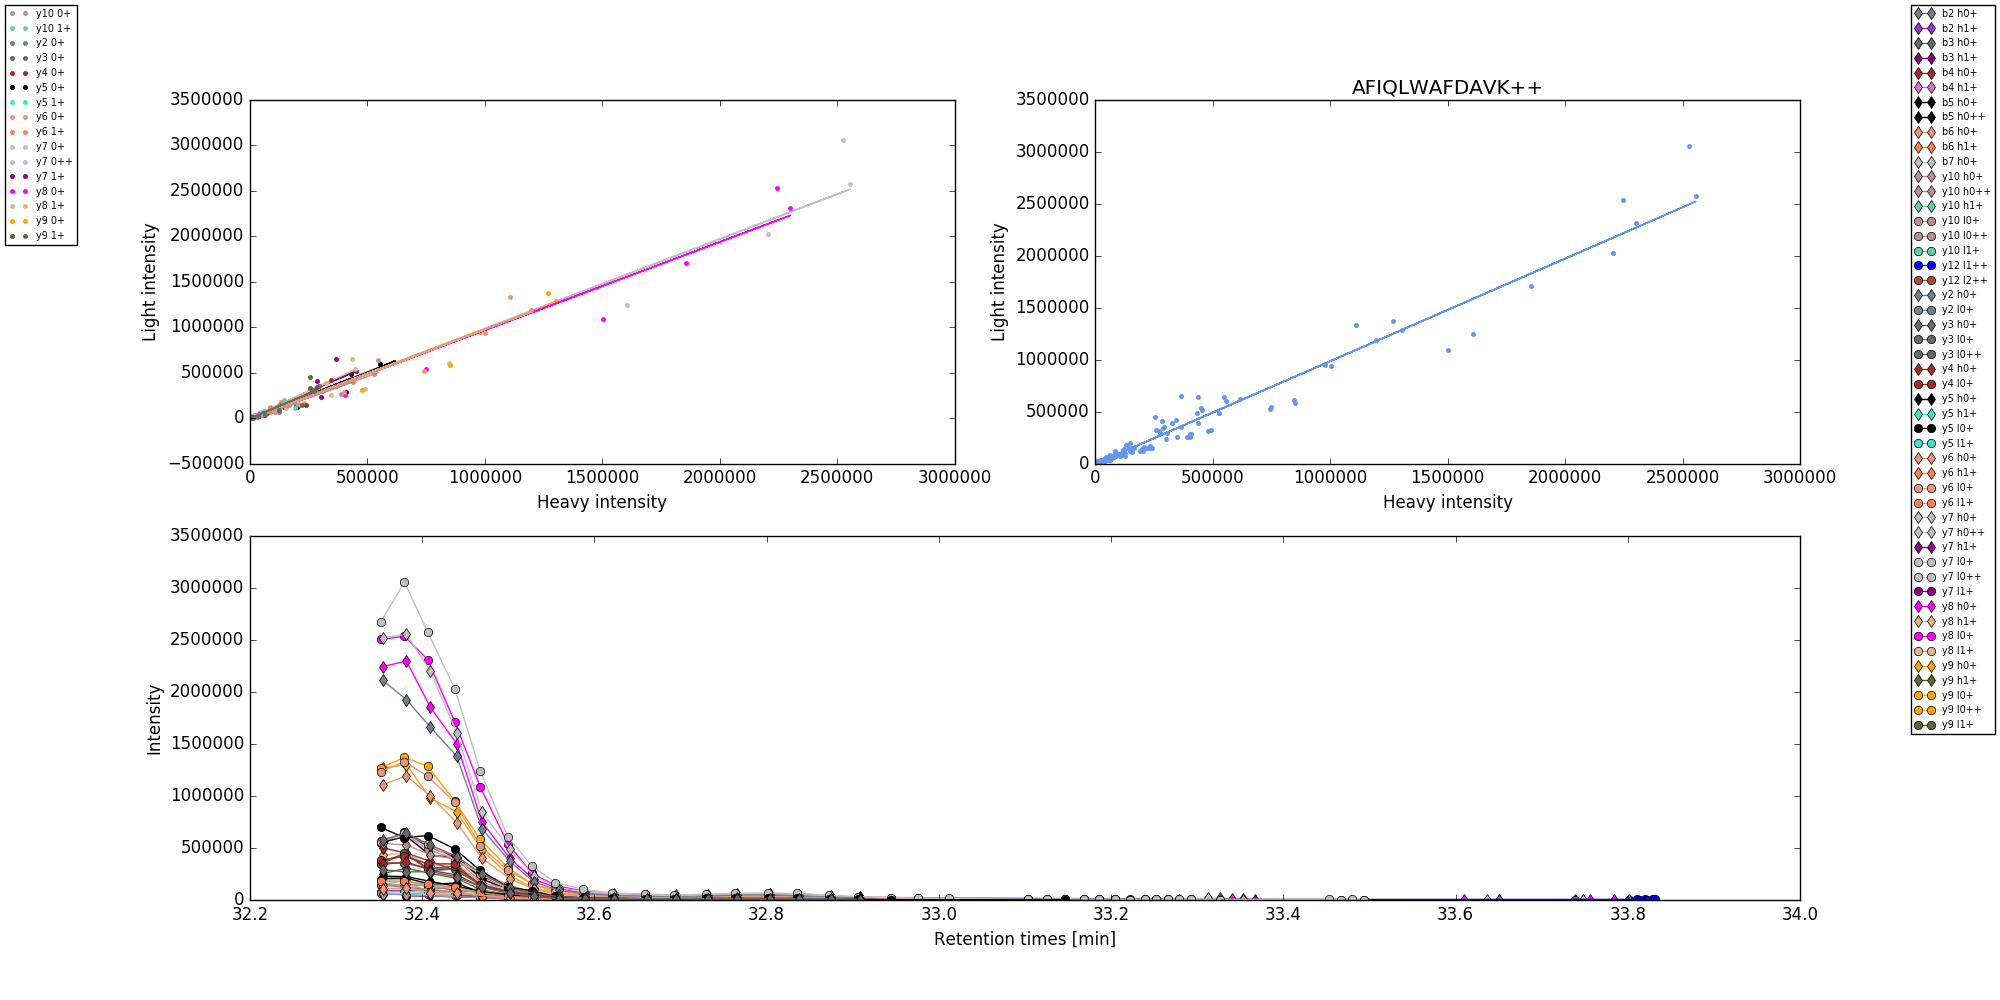 y10 0+
y10 1+
y2 0+
y3 0+
y4 0+
y5 0+
y5 1+
y6 0+
y6 1+
y7 0+
y7 0++
y7 1+
y8 0+
y8 1+
y9 0+
y9 1+
3500000
3000000
2500000
2000000
1500000
1000000
500000
0
−500000
Light intensity
0 500000 1000000 1500000 2000000 2500000 3000000
Heavy intensity
AFIQLWAFDAVK++
3500000
3000000
2500000
2000000
1500000
1000000
500000
0
Light intensity
0 500000 1000000 1500000 2000000 2500000 3000000
Heavy intensity
3500000
3000000
2500000
2000000
1500000
1000000
500000
0
Intensity
32.2 32.4 32.6 32.8 33.0 33.2 33.4 33.6 33.8 34.0
Retention times [min]
b2 h0+
b2 h1+
b3 h0+
b3 h1+
b4 h0+
b4 h1+
b5 h0+
b5 h0++
b6 h0+
b6 h1+
b7 h0+
y10 h0+
y10 h0++
y10 h1+
y10 l0+
y10 l0++
y10 l1+
y12 l1++
y12 l2++
y2 h0+
y2 l0+
y3 h0+
y3 l0+
y3 l0++
y4 h0+
y4 l0+
y5 h0+
y5 h1+
y5 l0+
y5 l1+
y6 h0+
y6 h1+
y6 l0+
y6 l1+
y7 h0+
y7 h0++
y7 h1+
y7 l0+
y7 l0++
y7 l1+
y8 h0+
y8 h1+
y8 l0+
y8 l1+
y9 h0+
y9 h1+
y9 l0+
y9 l0++
y9 l1+